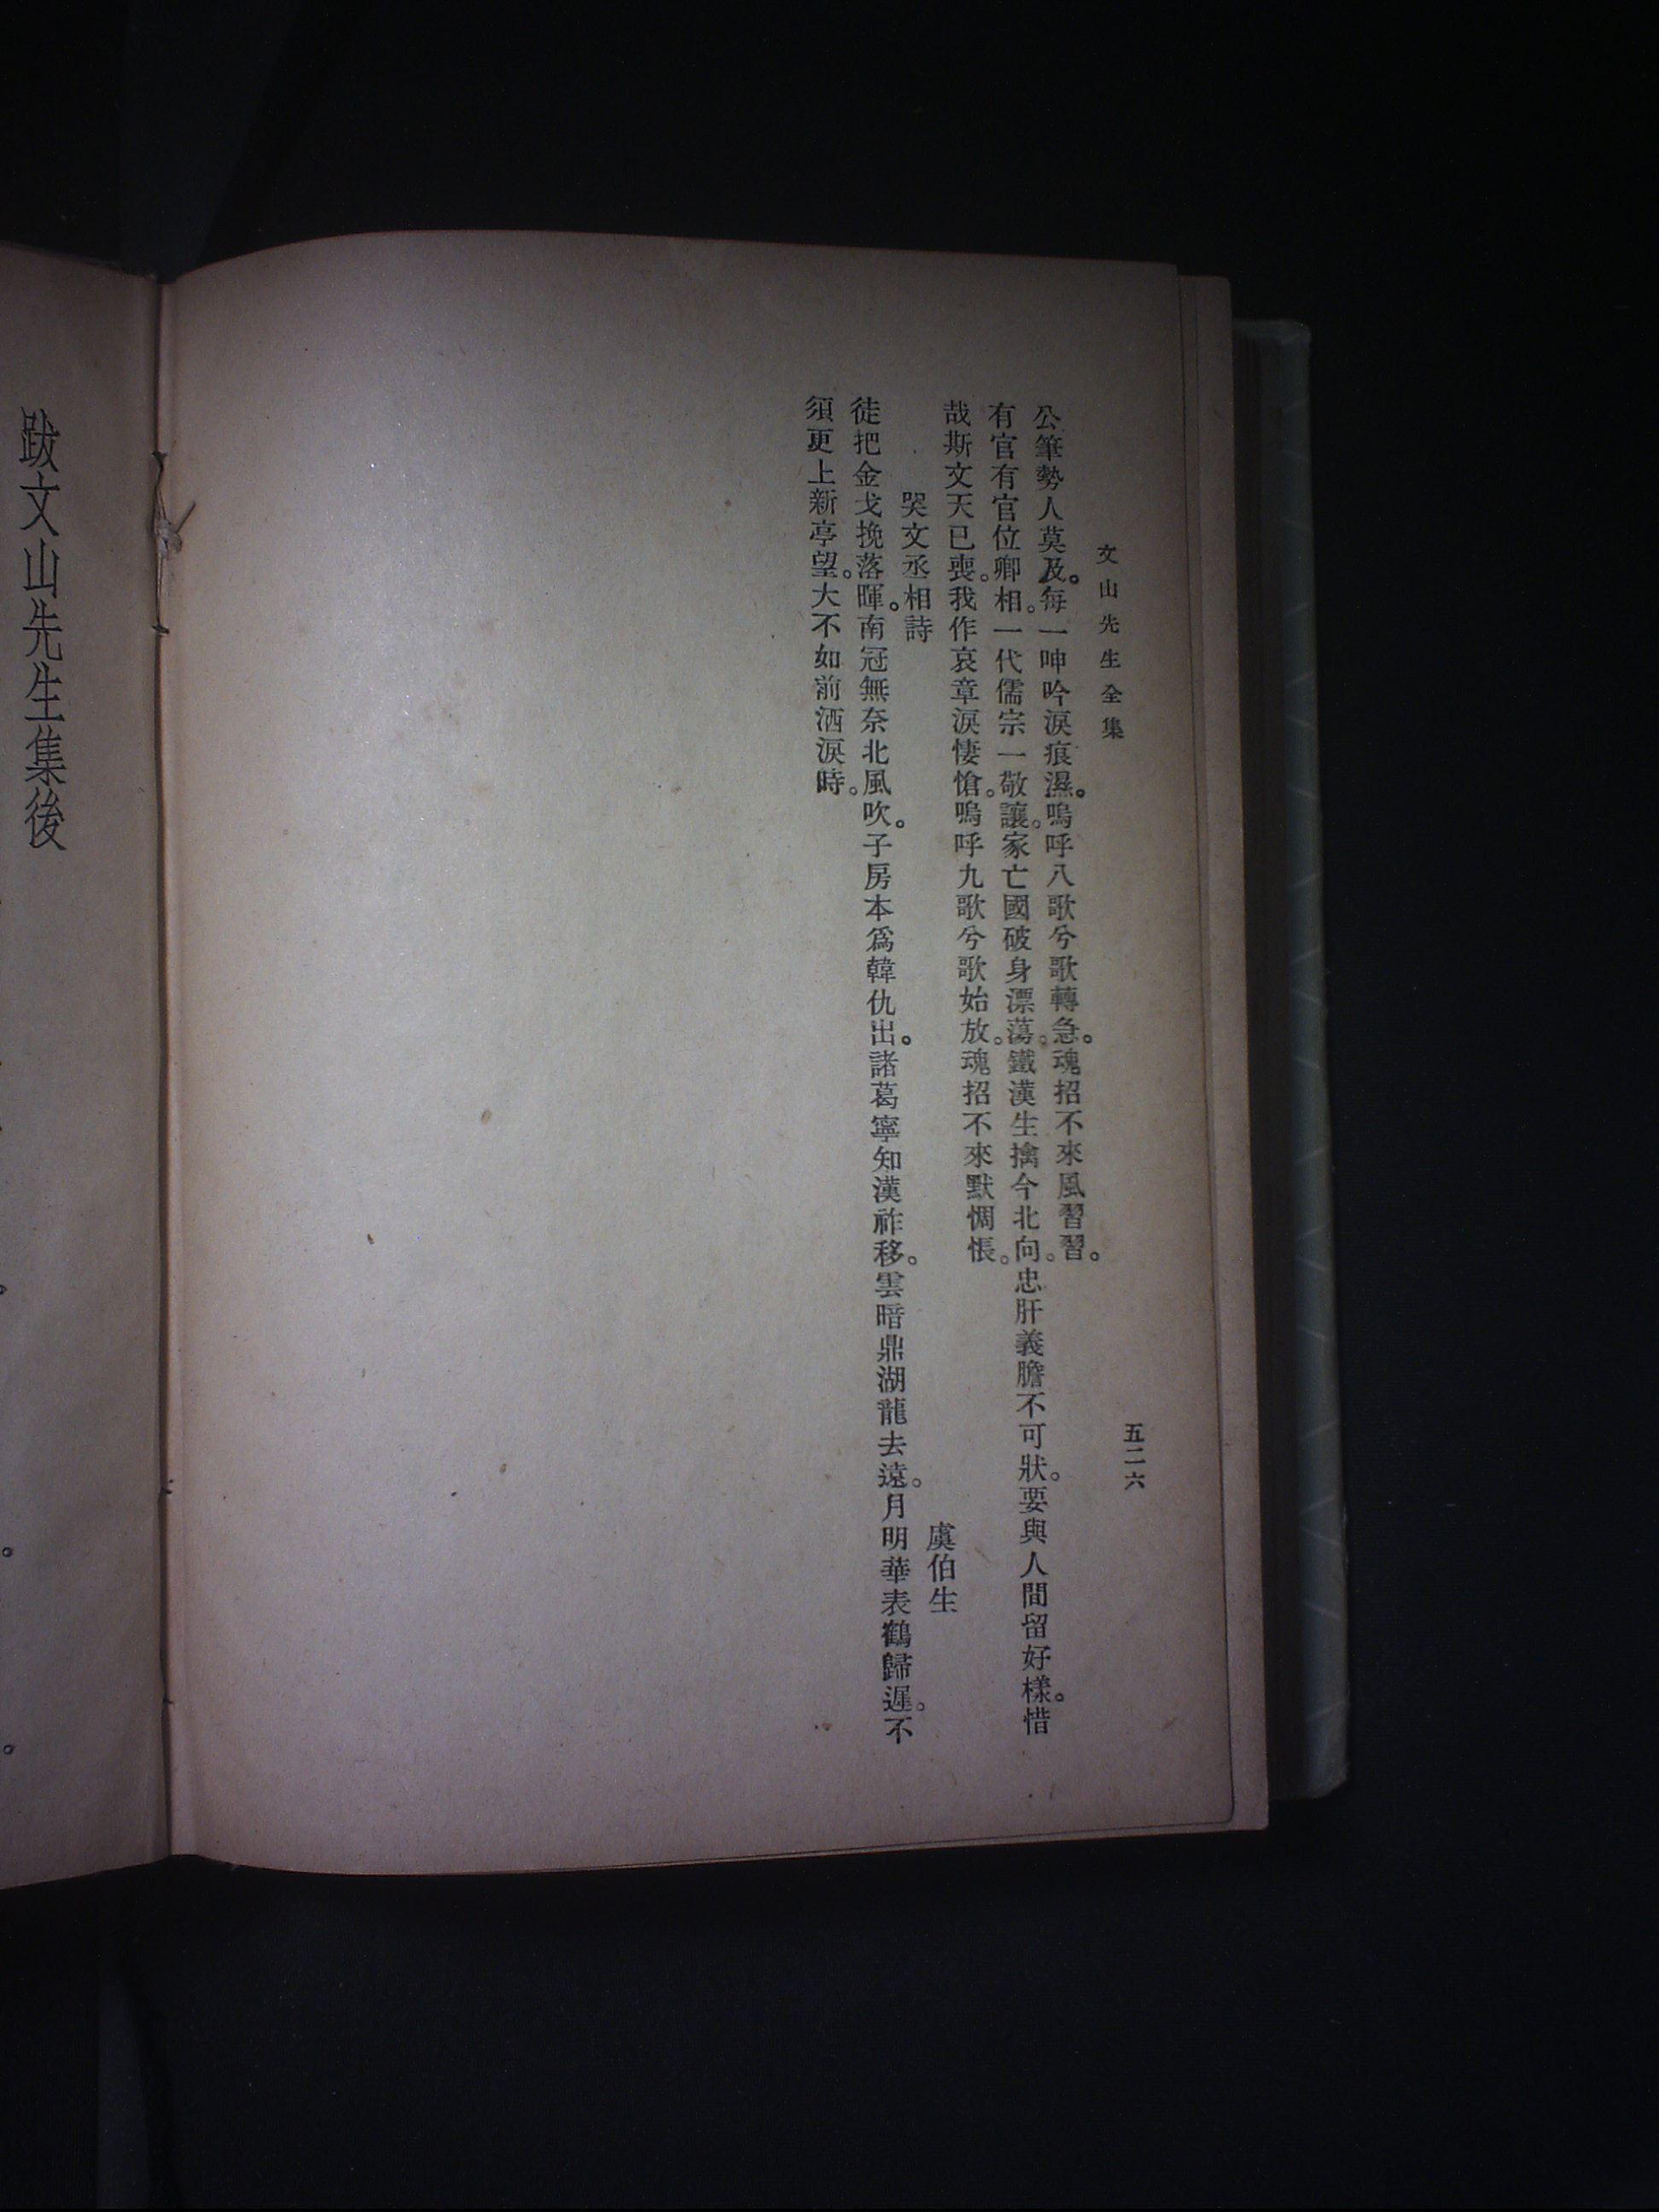 文山先生全集
五二六
公筆勢人莫及。每一呻吟淚痕濕。嗚呼八歌兮歌轉急。魂招不來風習習。
有官有官位卿相。一代儒宗一敬讓。家亡國破身漂蕩。鐵漢生擒今北向。忠肝義膽不可狀。要與人間留好樣。惜
哉斯文天已喪。我作哀章淚悽愴。嗚呼九歌兮歌始放。魂招不來默惆悵。
哭文丞相詩
虞伯生
徒把金戈挽落暉。南冠無奈北風吹。子房本爲韓仇出。諸葛寧知漢祚移。雲暗鼎湖龍去遠。月明華表鶴歸遲。不
須更上新亭望。大不如前洒淚時。
跋文山先生集後